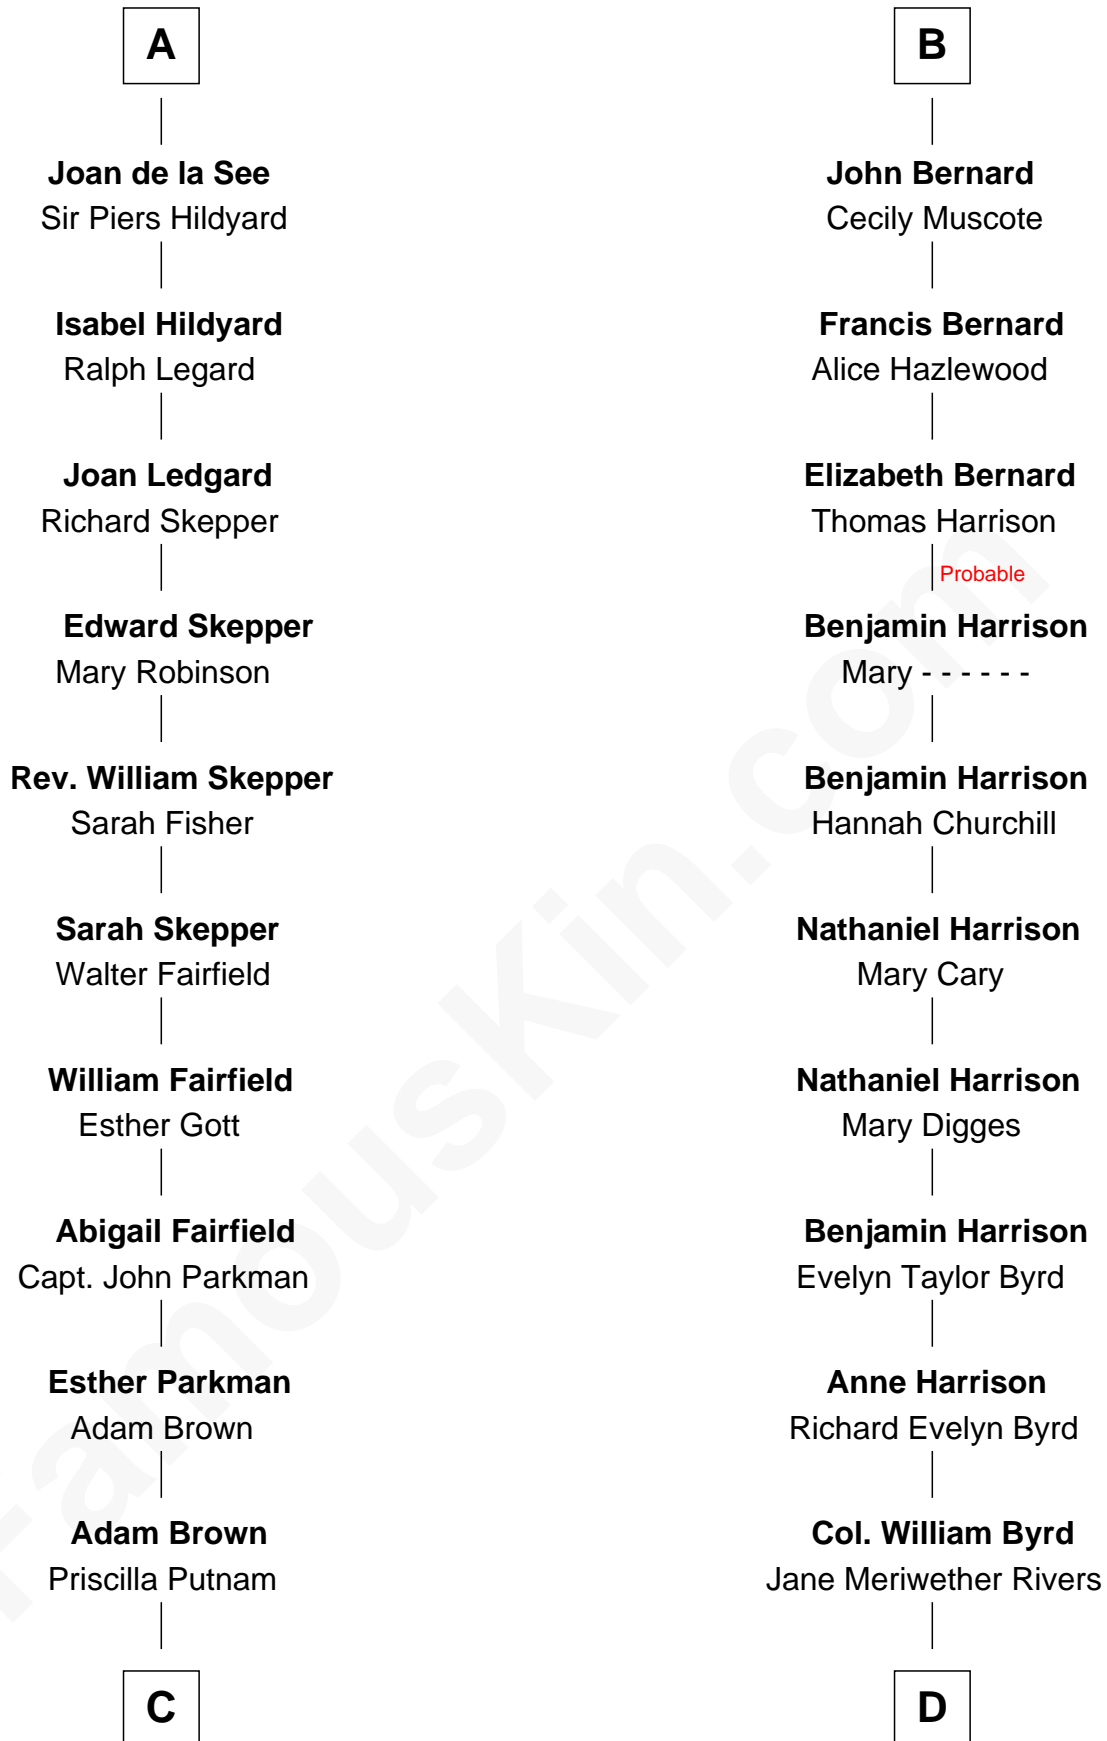 A
Joan de la See
Sir Piers Hildyard
Isabel Hildyard
Ralph Legard
Joan Ledgard
Richard Skepper
Edward Skepper
Mary Robinson
Rev. William Skepper
Sarah Fisher
Sarah Skepper
Walter Fairfield
William Fairfield
Esther Gott
Abigail Fairfield
Capt. John Parkman
Esther Parkman
Adam Brown
Adam Brown
Priscilla Putnam
C
B
John Bernard
Cecily Muscote
Francis Bernard
Alice Hazlewood
Elizabeth Bernard
Thomas Harrison
Probable
Benjamin Harrison
Mary - - - - - -
Benjamin Harrison
Hannah Churchill
Nathaniel Harrison
Mary Cary
Nathaniel Harrison
Mary Digges
Benjamin Harrison
Evelyn Taylor Byrd
Anne Harrison
Richard Evelyn Byrd
Col. William Byrd
Jane Meriwether Rivers
D
FamousKin.com